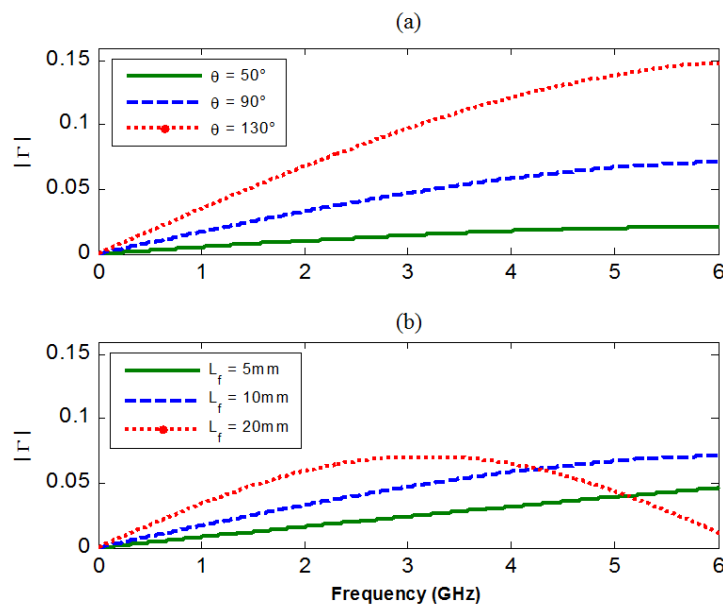 (a)
0.15
0.1
0.05
0
|Γ|
θ = 50°
θ = 90°
θ = 130°
0 1 2 3 4 5 6
(b)
0.15
0.1
0.05
0
|Γ|
L_f = 5mm
L_f = 10mm
L_f = 20mm
0 1 2 3 4 5 6
Frequency (GHz)